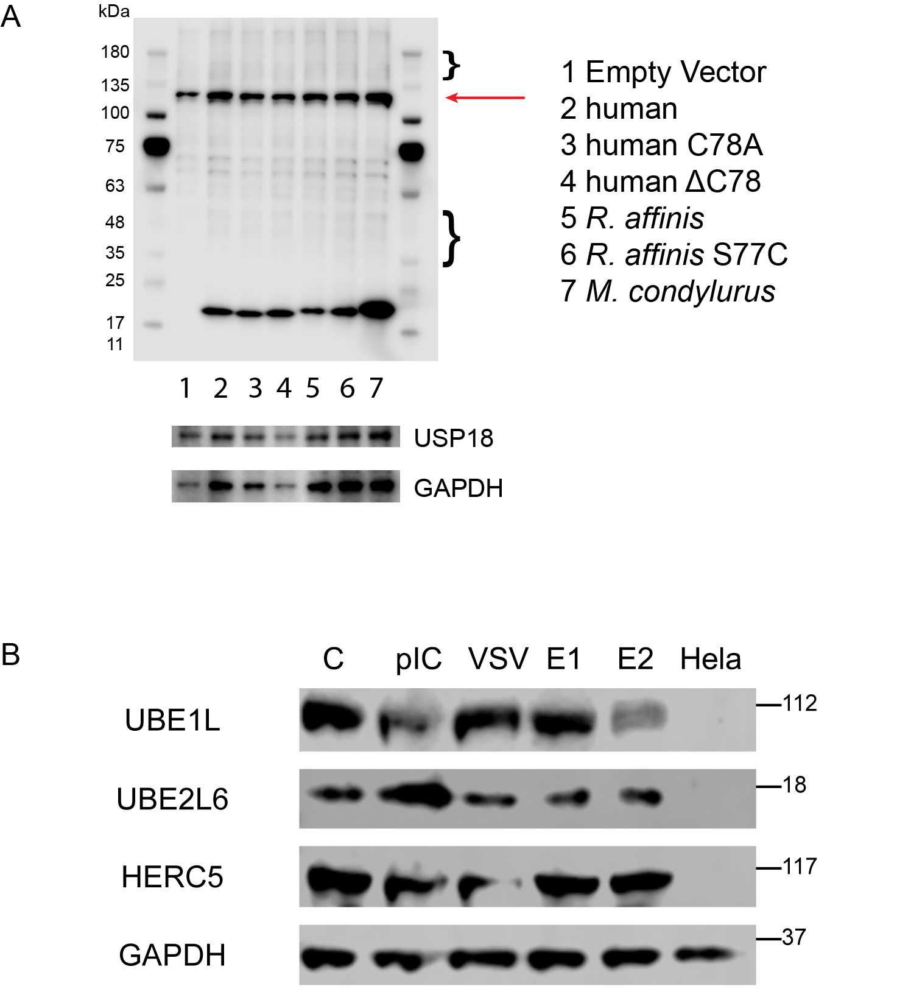 A
kDa
180
135
100
75
63
48
35
25
17
11
}
}
1 Empty Vector
2 human
3 human C78A
4 human ΔC78
5 R. affinis
6 R. affinis S77C
7 M. condylurus
1 2 3 4 5 6 7
USP18
GAPDH
B
C pIC VSV E1 E2 Hela
UBE1L 112
UBE2L6 18
HERC5 117
GAPDH 37